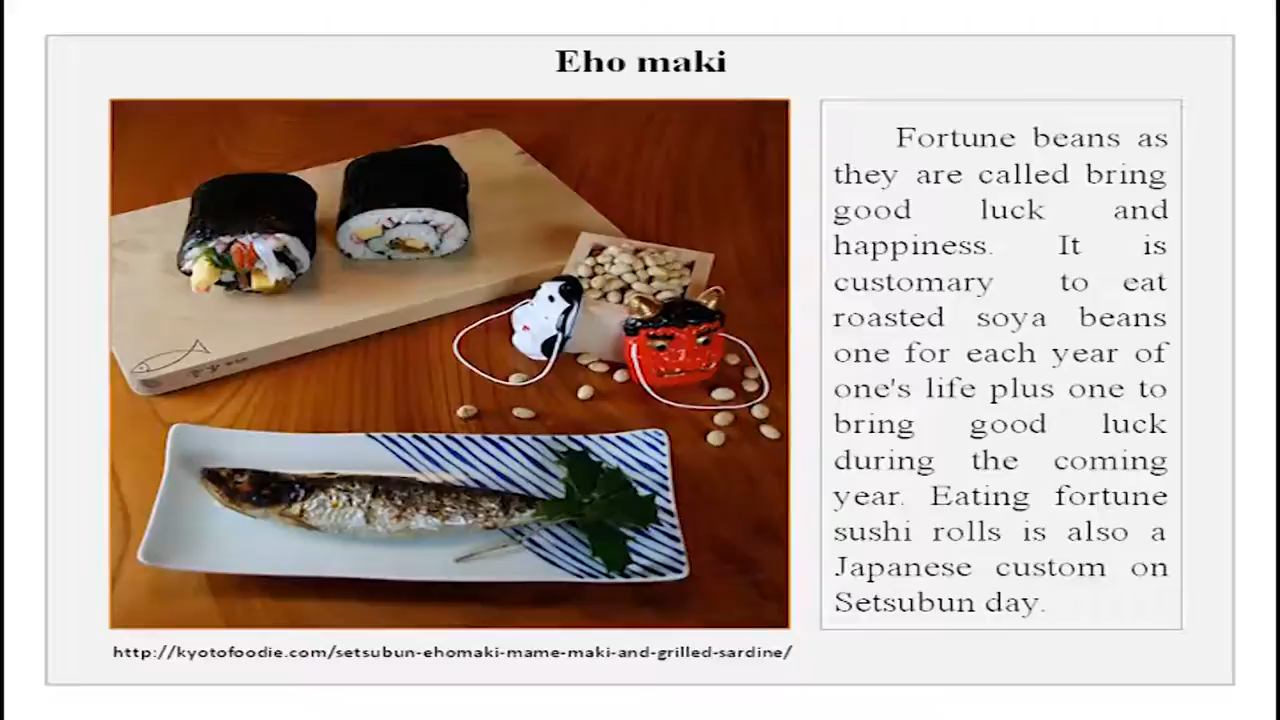 Eho maki
Fortune beans as
they are called bring
good luck and
happiness. It is
customary to eat
roasted soya beans
one for each year of
one's life plus one to
bring good luck
during the coming
year. Eating fortune
sushi rolls is also a
Japanese custom on
Setsubun day.
http://kyotofoodie.com/setsubun-ehomaki-mame-maki-and-grilled-sardine/